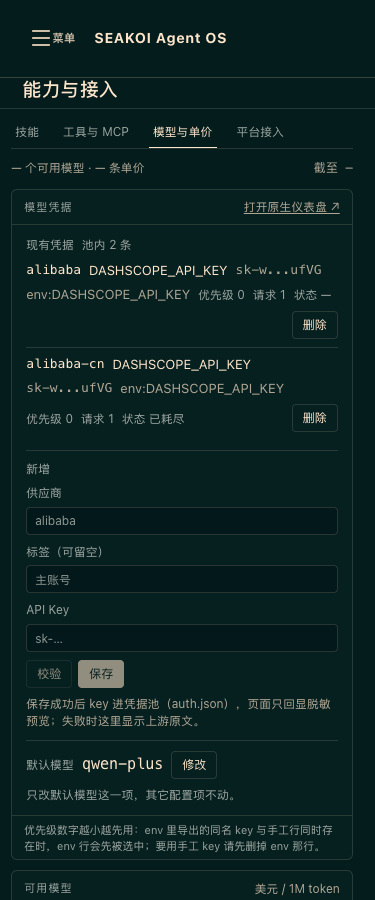 菜单 SEAKOI Agent OS
能力与接入
技能 工具与 MCP 模型与单价 平台接入
— 个可用模型 · — 条单价 截至 —
模型凭据 打开原生仪表盘 ↗
现有凭据 池内 2 条
alibaba DASHSCOPE_API_KEY sk-w...ufVG
env:DASHSCOPE_API_KEY 优先级 0 请求 1 状态 —
删除
alibaba-cn DASHSCOPE_API_KEY
sk-w...ufVG env:DASHSCOPE_API_KEY
优先级 0 请求 1 状态 已耗尽 删除
新增
供应商
alibaba
标签（可留空）
主账号
API Key
sk-...
校验 保存
保存成功后 key 进凭据池（auth.json），页面只回显脱敏
预览；失败时这里显示上游原文。
默认模型 qwen-plus 修改
只改默认模型这一项，其它配置项不动。
优先级数字越小越先用；env 里导出的同名 key 与手工行同时存
在时，env 行会先被选中；要用手工 key 请先删掉 env 那行。
可用模型 美元 / 1M token